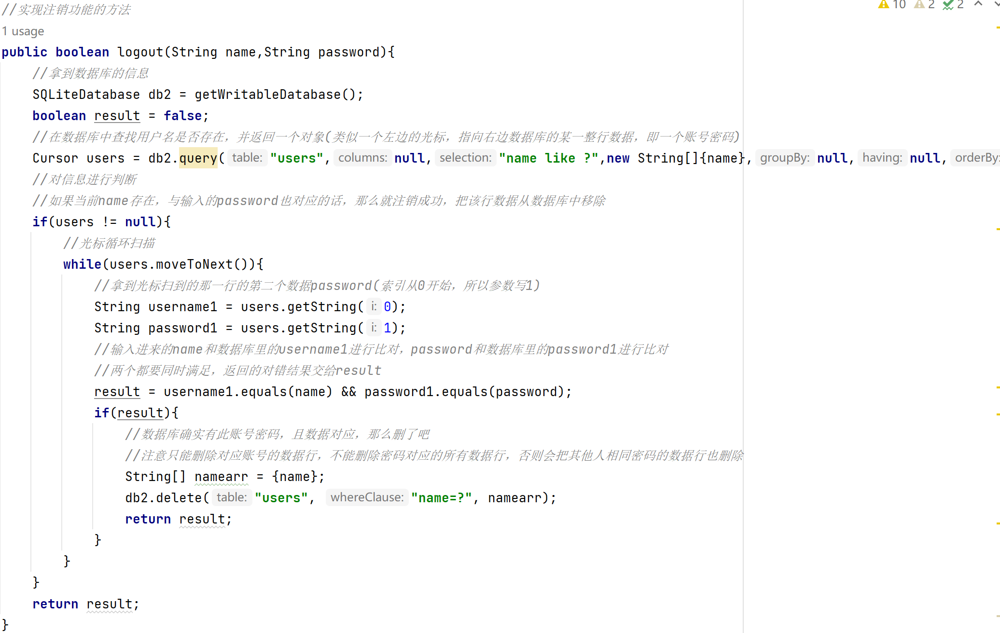 //实现注销功能的方法
10 2 2
1 usage
public boolean logout(String name,String password){
//拿到数据库的信息
SQLiteDatabase db2 = getWritableDatabase();
boolean result = false;
//在数据库中查找用户名是否存在，并返回一个对象(类似一个左边的光标，指向右边数据库的某一整行数据，即一个账号密码)
Cursor users = db2.query( table: "users", columns: null, selection: "name like ?",new String[]{name}, groupBy: null, having: null, orderBy:
//对信息进行判断
//如果当前name存在，与输入的password也对应的话，那么就注销成功，把该行数据从数据库中移除
if(users != null){
//光标循环扫描
while(users.moveToNext()){
//拿到光标扫到的那一行的第二个数据password(索引从0开始，所以参数写1)
String username1 = users.getString( i: 0);
String password1 = users.getString( i: 1);
//输入进来的name和数据库里的username1进行比对，password和数据库里的password1进行比对
//两个都要同时满足，返回的对错结果交给result
result = username1.equals(name) && password1.equals(password);
if(result){
//数据库确实有此账号密码，且数据对应，那么删了吧
//注意只能删除对应账号的数据行，不能删除密码对应的所有数据行，否则会把其他人相同密码的数据行也删除
String[] namearr = {name};
db2.delete( table: "users", whereClause: "name=?", namearr);
return result;
}
}
}
return result;
}